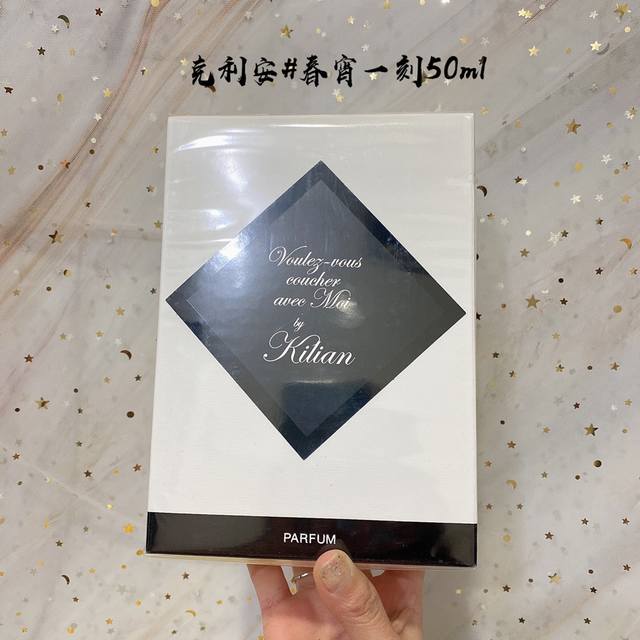 克利安#春宵一刻50ml
Voulez-vous
coucher
avec Moi
by
Kilian
PARFUM